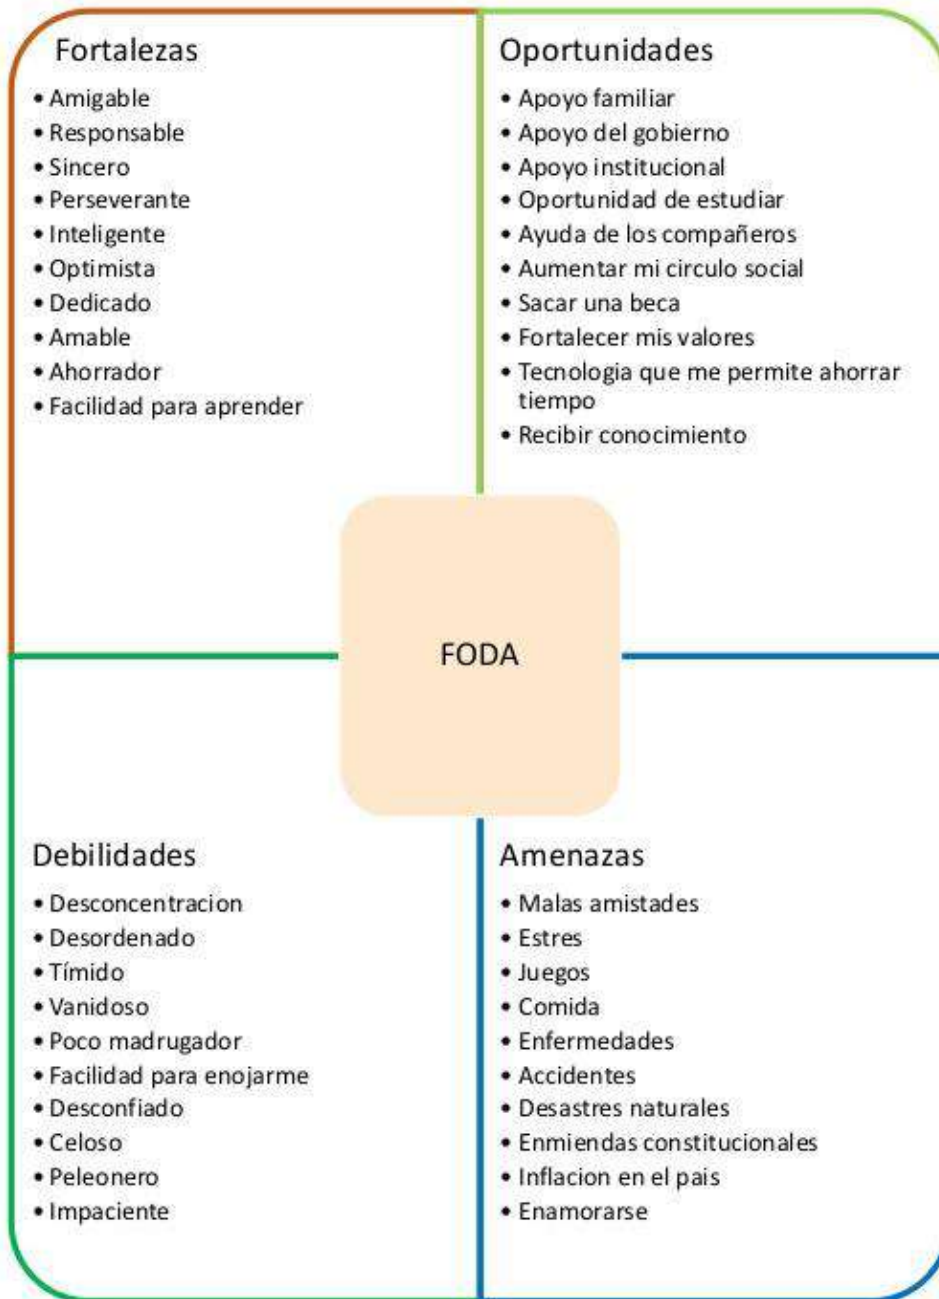 Fortalezas
• Amigable
• Responsable
• Sincero
• Perseverante
• Inteligente
• Optimista
• Dedicado
• Amable
• Ahorrador
• Facilidad para aprender
Oportunidades
• Apoyo familiar
• Apoyo del gobierno
• Apoyo institucional
• Oportunidad de estudiar
• Ayuda de los compañeros
• Aumentar mi circulo social
• Sacar una beca
• Fortalecer mis valores
• Tecnologia que me permite ahorrar
tiempo
• Recibir conocimiento
FODA
Debilidades
• Desconcentracion
• Desordenado
• Tímido
• Vanidoso
• Poco madrugador
• Facilidad para enojarme
• Desconfiado
• Celoso
• Peleonero
• Impaciente
Amenazas
• Malas amistades
• Estres
• Juegos
• Comida
• Enfermedades
• Accidentes
• Desastres naturales
• Enmiendas constitucionales
• Inflacion en el pais
• Enamorarse